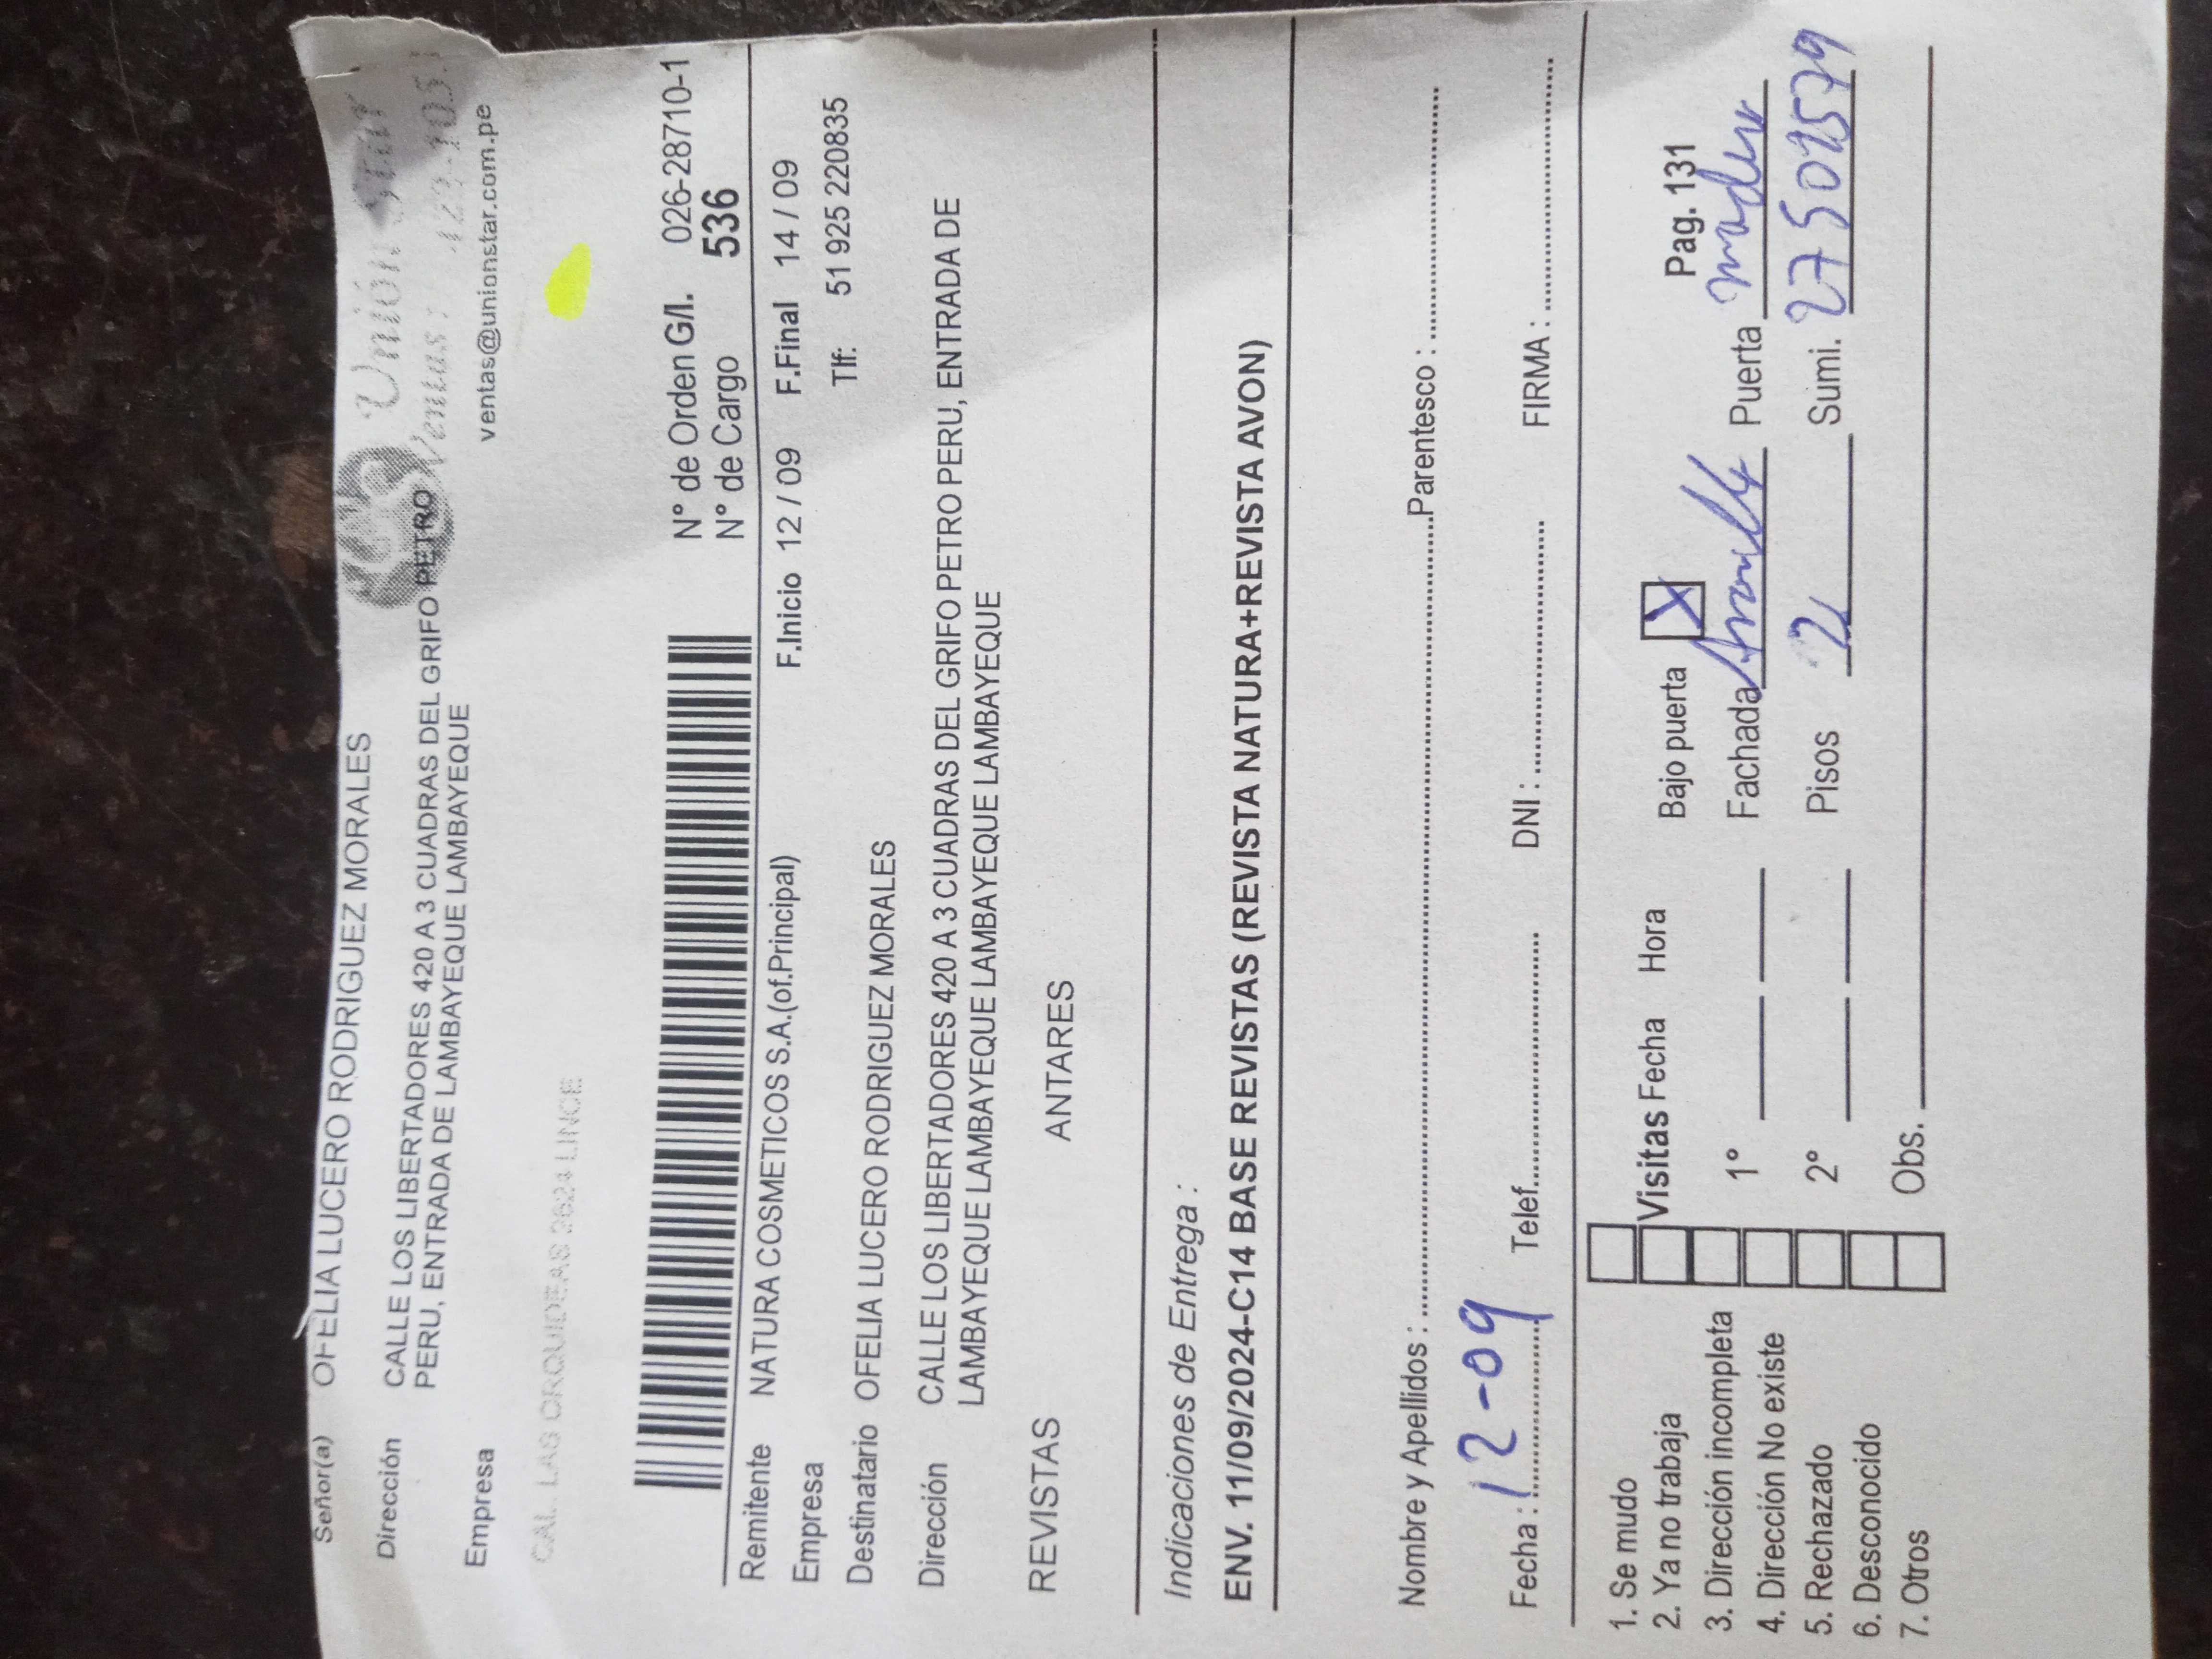 Señor(a) OFELIA LUCERO RODRIGUEZ MORALES
Unión Star
Dirección CALLE LOS LIBERTADORES 420 A 3 CUADRAS DEL GRIFO PETRO
Ventas:
PERU, ENTRADA DE LAMBAYEQUE LAMBAYEQUE
Empresa
ventas@unionstar.com.pe
CAL. LAS ORQUIDEAS 2624 LINCE
N° de Orden G/I. 026-28710-1
N° de Cargo 536
Remitente NATURA COSMETICOS S.A.(of.Principal) F.Inicio 12 / 09 F.Final 14 / 09
Empresa Tlf: 51 925 220835
Destinatario OFELIA LUCERO RODRIGUEZ MORALES
Dirección CALLE LOS LIBERTADORES 420 A 3 CUADRAS DEL GRIFO PETRO PERU, ENTRADA DE
LAMBAYEQUE LAMBAYEQUE LAMBAYEQUE LAMBAYEQUE
REVISTAS ANTARES
Indicaciones de Entrega :
ENV. 11/09/2024-C14 BASE REVISTAS (REVISTA NATURA+REVISTA AVON)
Nombre y Apellidos : Parentesco :
Fecha : 12-09 Telef. DNI : FIRMA :
1. Se mudo
2. Ya no trabaja Visitas Fecha Hora Bajo puerta X Pag. 131
3. Dirección incompleta
4. Dirección No existe 1° Fachada Puerta
5. Rechazado 2° Pisos 2 Sumi.
6. Desconocido
7. Otros Obs.